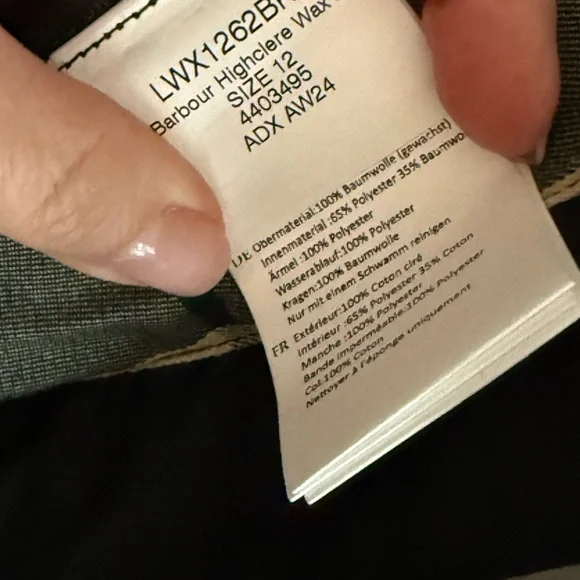 LWX1262B
Barbour Highclere Wax
SIZE 12
4403495
ADX AW24
DE Obermaterial:100% Baumwolle (gewachst)
Innenmaterial :65% Polyester 35% Baumwo
Ärmel :100% Polyester
Wasserablauf:100% Polyester
Kragen:100% Baumwolle
Nur mit einem Schwamm reinigen
FR Extérieur:100% Coton ciré
Intérieur :65% Polyester 35% Coton
Manche :100% Polyester
Bande imperméable:100% Polyester
Col:100% Coton
Nettoyer à l'éponge uniquement